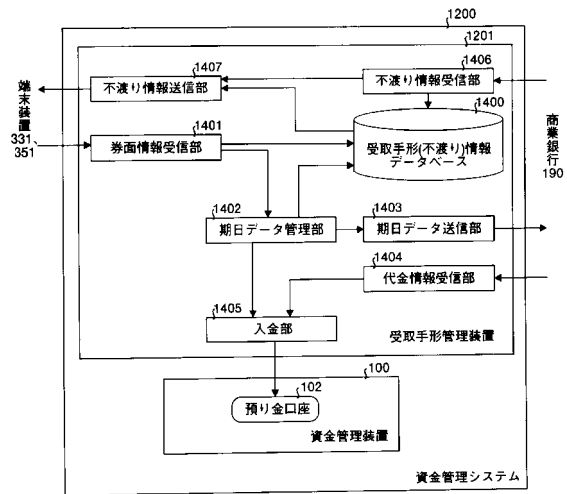 1200
1201
1407
不渡り情報送信部
1406
不渡り情報受信部
1400
受取手形(不渡り)情報
データベース
端末装置
331、
351
商業銀行
190
1401
券面情報受信部
1402
期日データ管理部
1403
期日データ送信部
1404
代金情報受信部
1405
入金部
受取手形管理装置
100
102
預り金口座
資金管理装置
資金管理システム